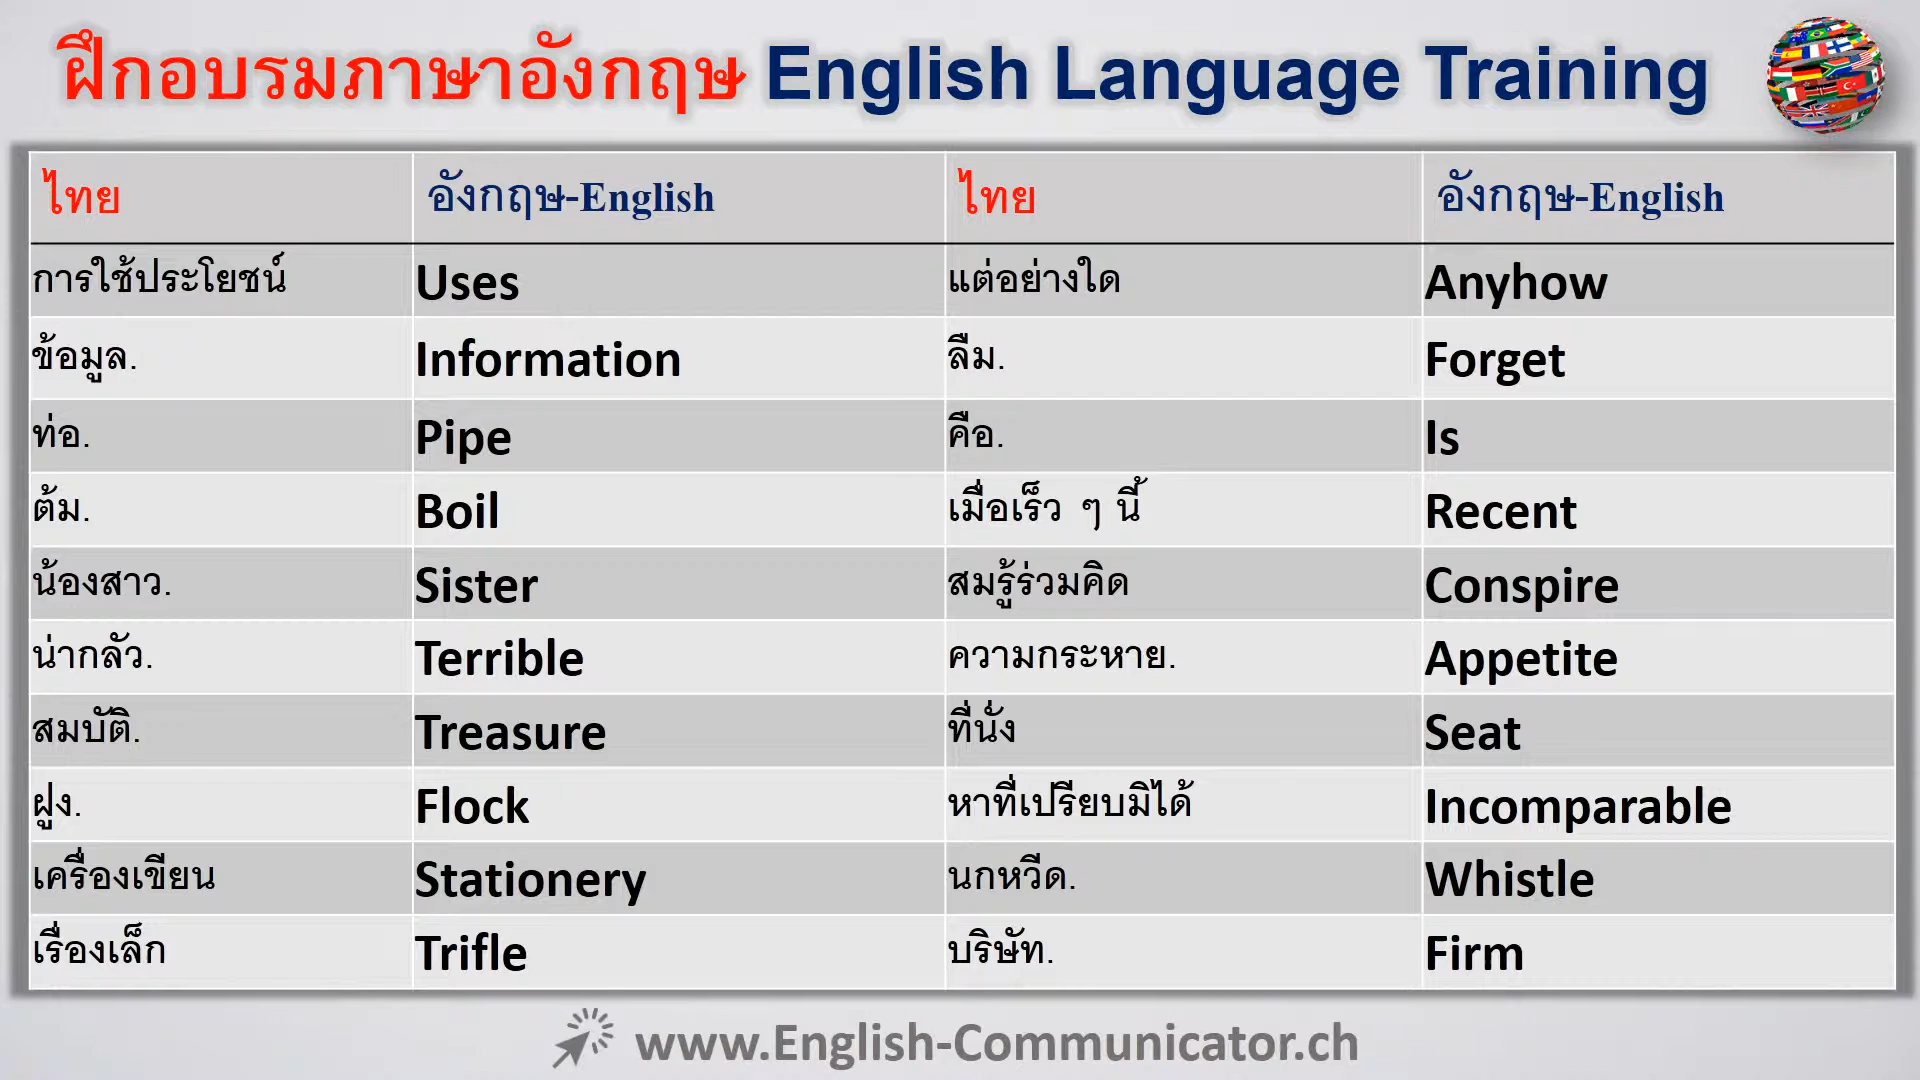 ฝึกอบรมภาษาอังกฤษ English Language Training
ไทย อังกฤษ-English ไทย อังกฤษ-English
การใช้ประโยชน์ Uses แต่อย่างใด Anyhow
ข้อมูล. Information ลืม. Forget
ท่อ. Pipe คือ. Is
ต้ม. Boil เมื่อเร็ว ๆ นี้ Recent
น้องสาว. Sister สมรู้ร่วมคิด Conspire
น่ากลัว. Terrible ความกระหาย. Appetite
สมบัติ. Treasure ที่นั่ง Seat
ฝูง. Flock หาที่เปรียบมิได้ Incomparable
เครื่องเขียน Stationery นกหวีด. Whistle
เรื่องเล็ก Trifle บริษัท. Firm
www.English-Communicator.ch